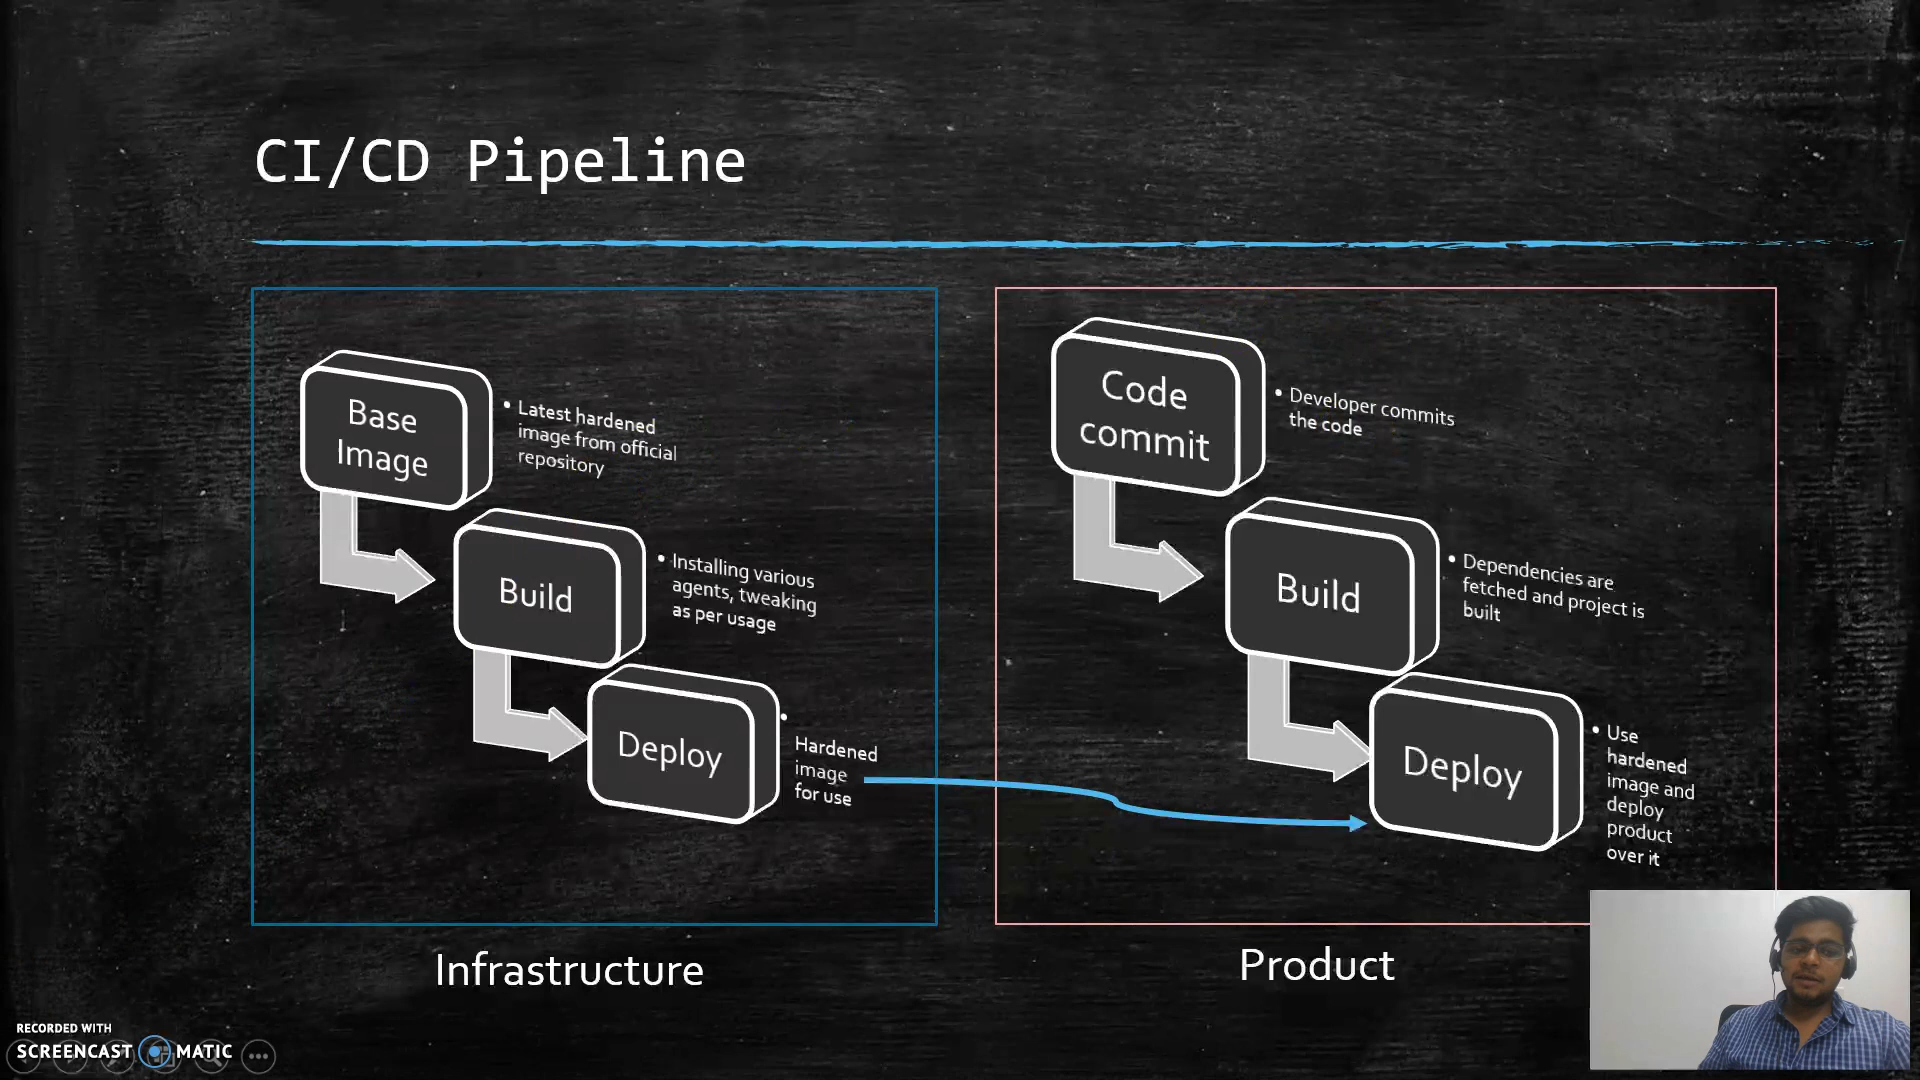 CI/CD Pipeline
Base
Image
• Latest hardened
image from official
repository
Build
• Installing various
agents, tweaking
as per usage
Deploy
•
Hardened
image
for use
Infrastructure
Code
commit
• Developer commits
the code
Build
• Dependencies are
fetched and project is
built
Deploy
• Use
hardened
image and
deploy
product
over it
Product
RECORDED WITH
SCREENCAST MATIC